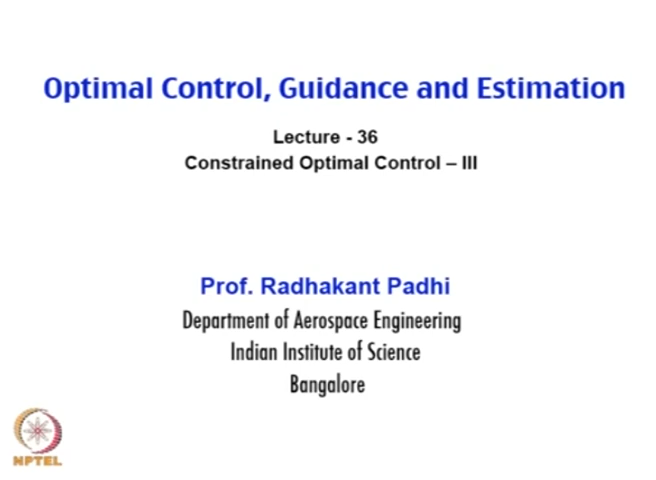 Optimal Control, Guidance and Estimation
Lecture - 36
Constrained Optimal Control – III
Prof. Radhakant Padhi
Department of Aerospace Engineering
Indian Institute of Science
Bangalore
NPTEL